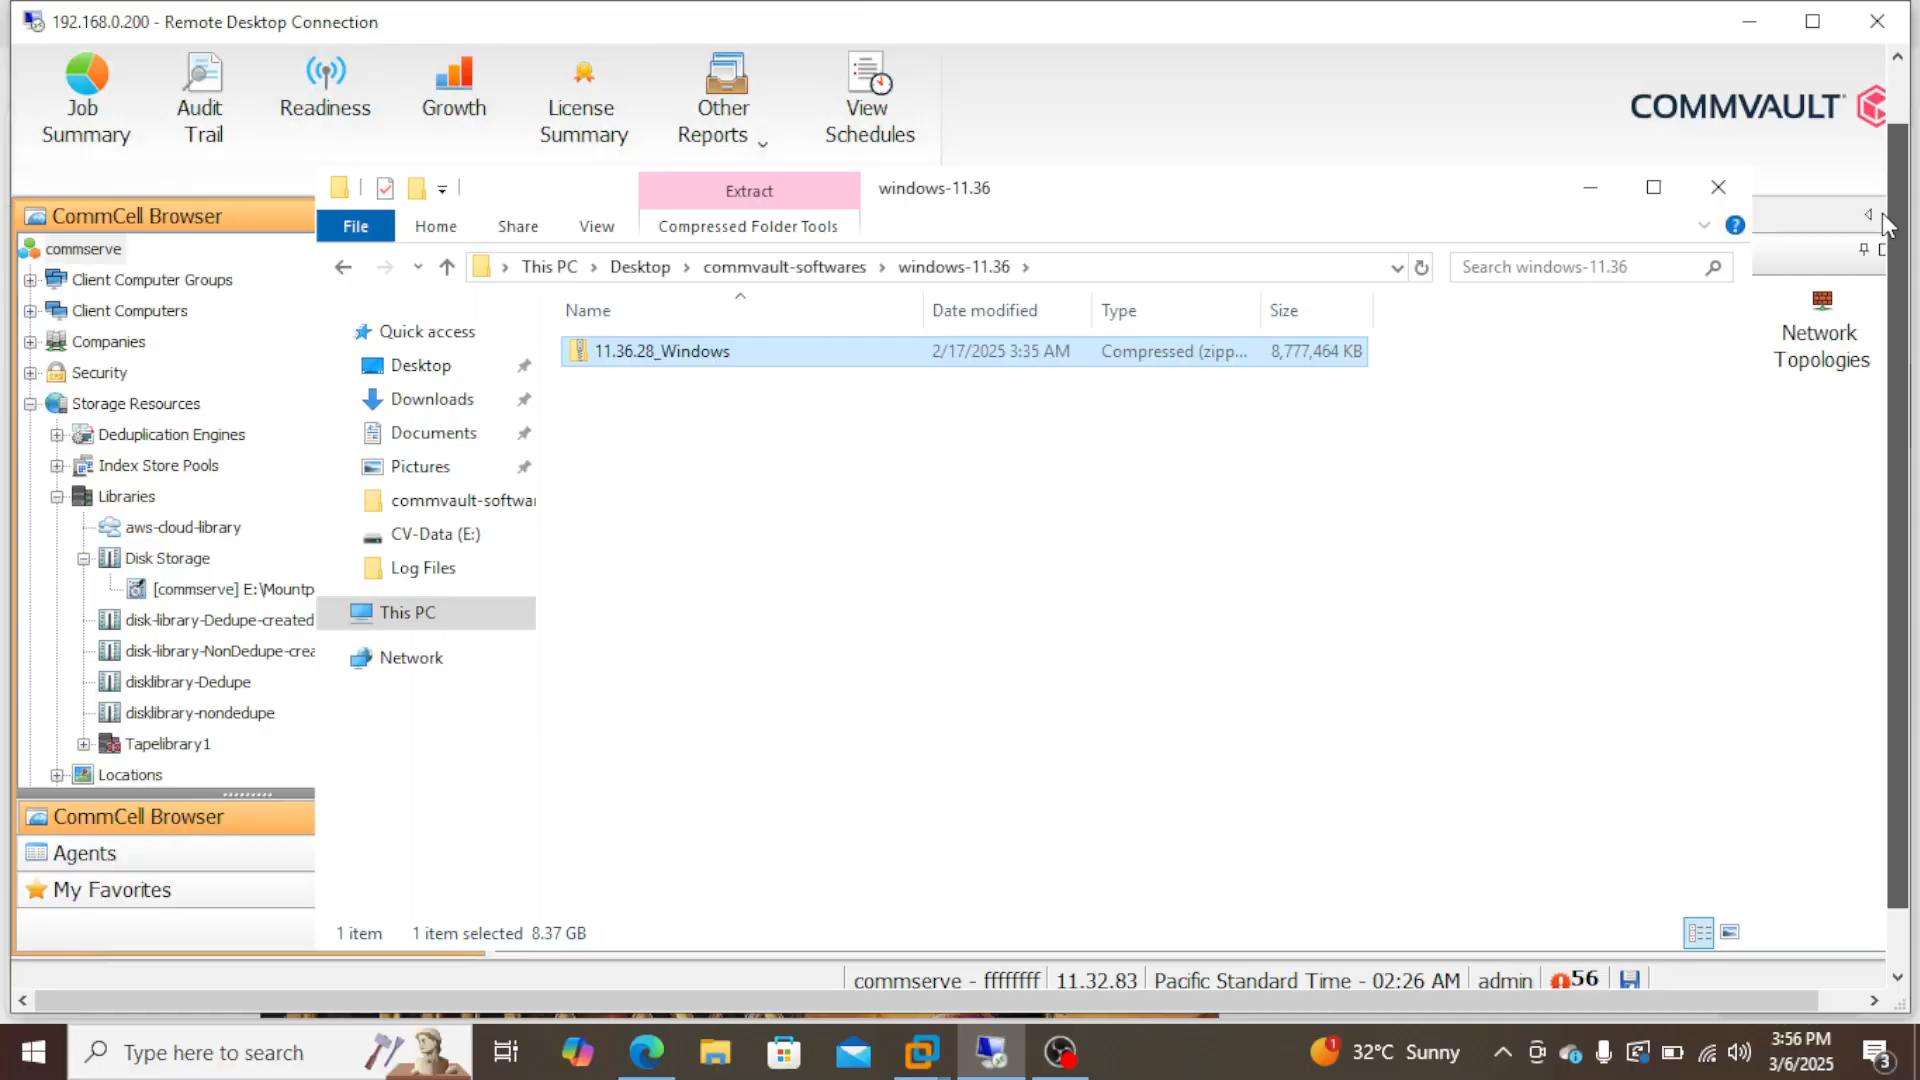 192.168.0.200 - Remote Desktop Connection
Job Summary
Audit Trail
Readiness
Growth
License Summary
Other Reports
View Schedules
COMMVAULT
Extract
windows-11.36
File
Home
Share
View
Compressed Folder Tools
This PC > Desktop > commvault-softwares > windows-11.36 >
Search windows-11.36
CommCell Browser
commserve
Client Computer Groups
Client Computers
Companies
Security
Storage Resources
Deduplication Engines
Index Store Pools
Libraries
aws-cloud-library
Disk Storage
[commserve] E:\Mountp
disk-library-Dedupe-created
disk-library-NonDedupe-crea
disklibrary-Dedupe
disklibrary-nondedupe
Tapelibrary1
Locations
CommCell Browser
Agents
My Favorites
Quick access
Desktop
Downloads
Documents
Pictures
commvault-softwar
CV-Data (E:)
Log Files
This PC
Network
Name
Date modified
Type
Size
11.36.28_Windows
2/17/2025 3:35 AM
Compressed (zipp...
8,777,464 KB
Network Topologies
1 item
1 item selected 8.37 GB
commserve - ffffffff
11.32.83
Pacific Standard Time - 02:26 AM
admin
56
Type here to search
1
32°C Sunny
3:56 PM
3/6/2025
3